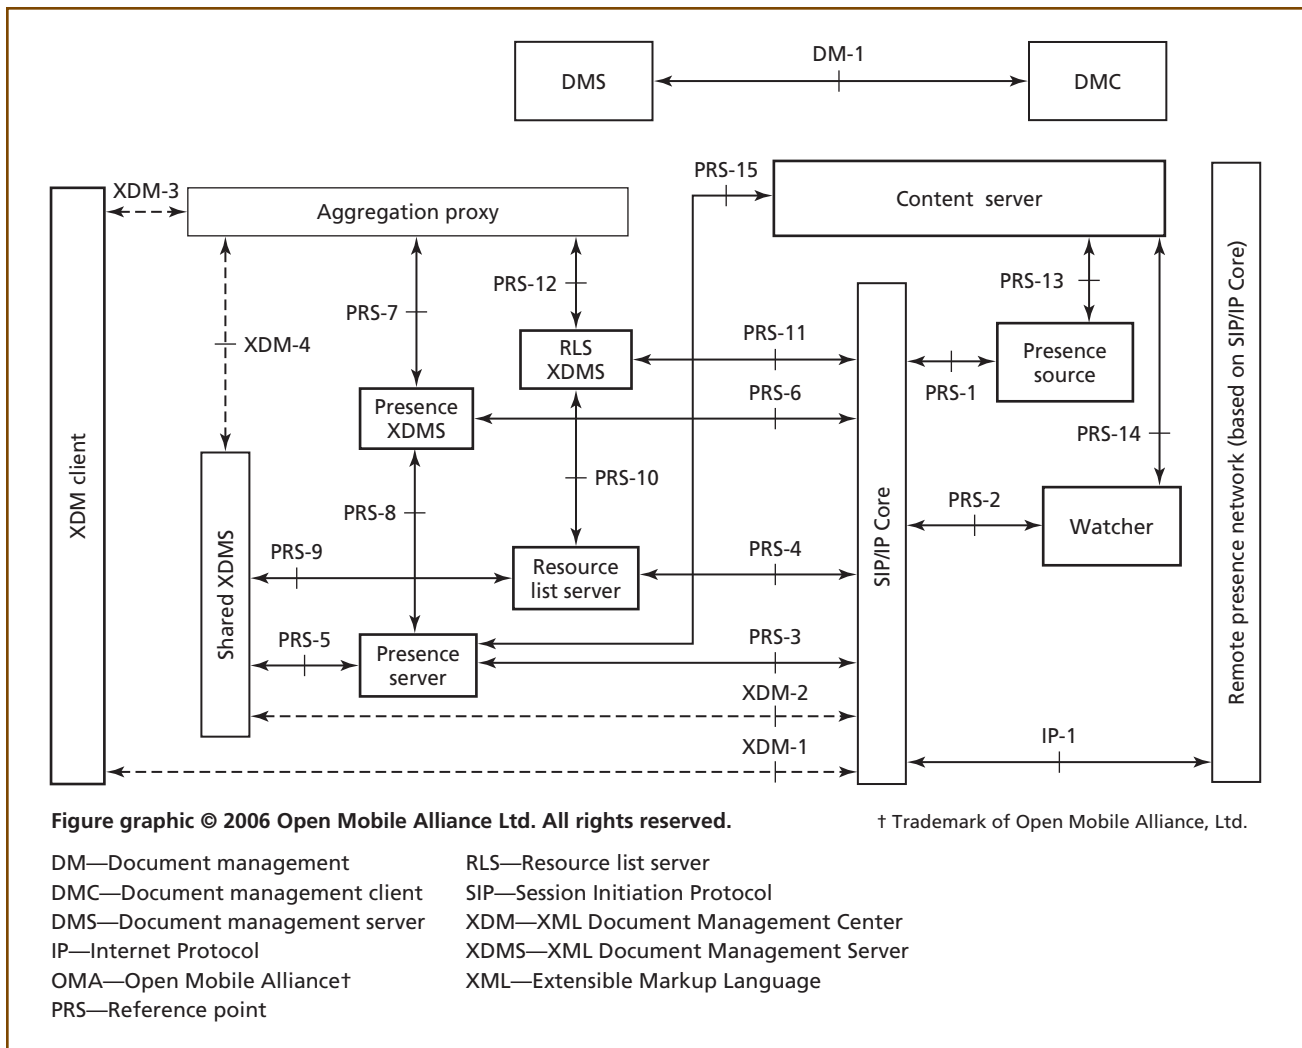 DM-1
DMS
DMC
PRS-15
XDM-3
Aggregation proxy
Content server
PRS-12
PRS-13
PRS-7
XDM-4
RLS
XDMS
PRS-11
Presence
source
PRS-1
PRS-6
Presence
XDMS
PRS-14
XDM client
PRS-10
PRS-8
PRS-2
Watcher
SIP/IP Core
Remote presence network (based on SIP/IP Core)
Shared XDMS
PRS-9
Resource
list server
PRS-4
PRS-5
Presence
server
PRS-3
XDM-2
XDM-1
IP-1
Figure graphic © 2006 Open Mobile Alliance Ltd. All rights reserved.
† Trademark of Open Mobile Alliance, Ltd.
DM—Document management
DMC—Document management client
DMS—Document management server
IP—Internet Protocol
OMA—Open Mobile Alliance†
PRS—Reference point
RLS—Resource list server
SIP—Session Initiation Protocol
XDM—XML Document Management Center
XDMS—XML Document Management Server
XML—Extensible Markup Language